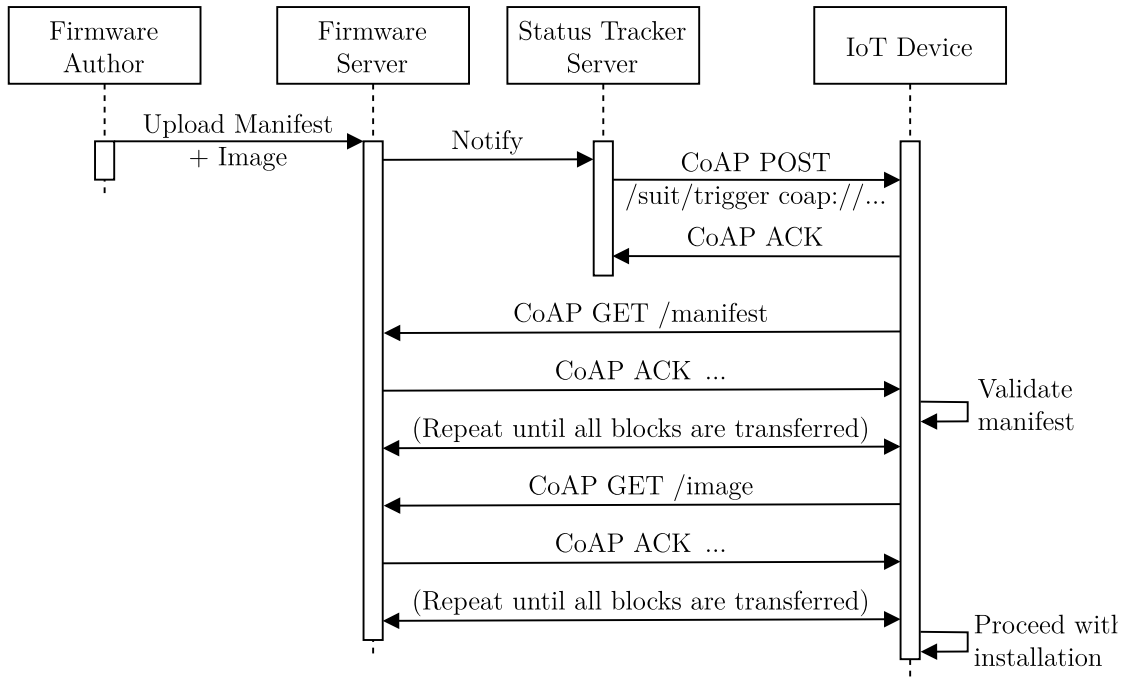 Firmware
Author
Firmware
Server
Status Tracker
Server
IoT Device
Upload Manifest
+ Image
Notify
CoAP POST
/suit/trigger coap://...
CoAP ACK
CoAP GET /manifest
CoAP ACK ...
Validate
manifest
(Repeat until all blocks are transferred)
CoAP GET /image
CoAP ACK ...
(Repeat until all blocks are transferred)
Proceed with
installation